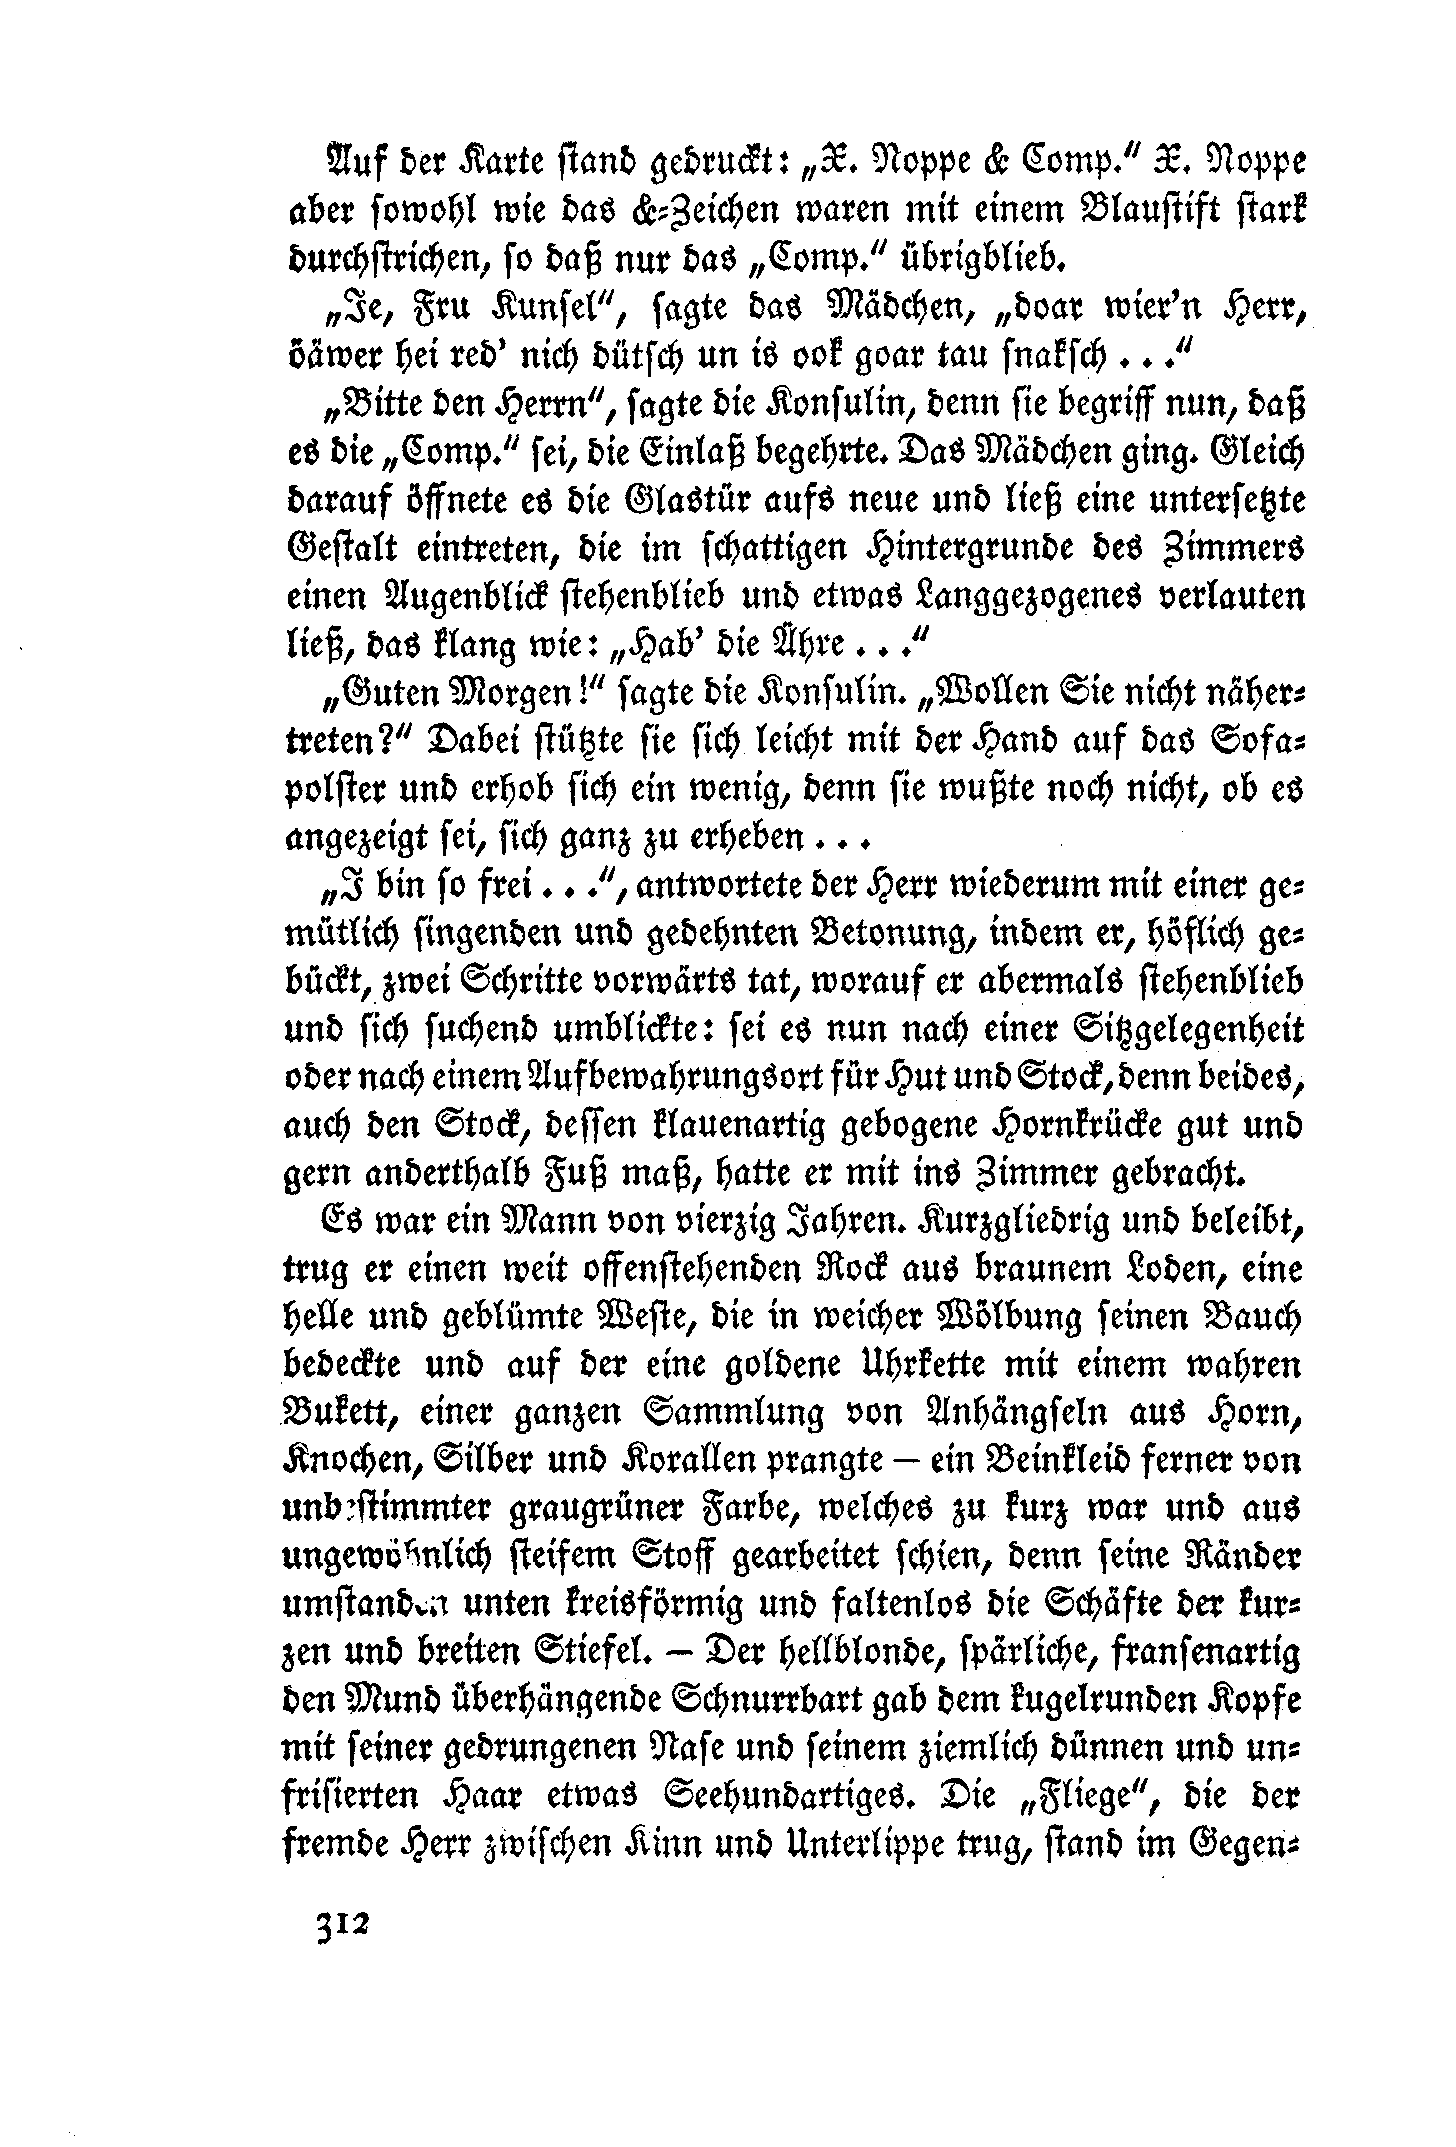 Auf der Karte stand gedruckt: „X. Noppe & Comp.“ X. Noppe
aber sowohl wie das &-Zeichen waren mit einem Blaustift stark
durchstrichen, so daß nur das „Comp.“ übrigblieb.
„Je, Fru Kunsel“, sagte das Mädchen, „doar wier'n Herr,
öäwer hei red' nich dütsch un is ook goar tau snaksch . . .“
„Bitte den Herrn“, sagte die Konsulin, denn sie begriff nun, daß
es die „Comp.“ sei, die Einlaß begehrte. Das Mädchen ging. Gleich
darauf öffnete es die Glastür aufs neue und ließ eine untersetzte
Gestalt eintreten, die im schattigen Hintergrunde des Zimmers
einen Augenblick stehenblieb und etwas Langgezogenes verlauten
ließ, das klang wie: „Hab' die Ähre . . .“
„Guten Morgen!“ sagte die Konsulin. „Wollen Sie nicht näher-
treten?“ Dabei stützte sie sich leicht mit der Hand auf das Sofa-
polster und erhob sich ein wenig, denn sie wußte noch nicht, ob es
angezeigt sei, sich ganz zu erheben . . .
„I bin so frei . . .“, antwortete der Herr wiederum mit einer ge-
mütlich singenden und gedehnten Betonung, indem er, höflich ge-
bückt, zwei Schritte vorwärts tat, worauf er abermals stehenblieb
und sich suchend umblickte: sei es nun nach einer Sitzgelegenheit
oder nach einem Aufbewahrungsort für Hut und Stock, denn beides,
auch den Stock, dessen klauenartig gebogene Hornkrücke gut und
gern anderthalb Fuß maß, hatte er mit ins Zimmer gebracht.
Es war ein Mann von vierzig Jahren. Kurzgliedrig und beleibt,
trug er einen weit offenstehenden Rock aus braunem Loden, eine
helle und geblümte Weste, die in weicher Wölbung seinen Bauch
bedeckte und auf der eine goldene Uhrkette mit einem wahren
Bukett, einer ganzen Sammlung von Anhängseln aus Horn,
Knochen, Silber und Korallen prangte — ein Beinkleid ferner von
unbestimmter graugrüner Farbe, welches zu kurz war und aus
ungewöhnlich steifem Stoff gearbeitet schien, denn seine Ränder
umstanden unten kreisförmig und faltenlos die Schäfte der kur-
zen und breiten Stiefel. — Der hellblonde, spärliche, fransenartig
den Mund überhängende Schnurrbart gab dem kugelrunden Kopfe
mit seiner gedrungenen Nase und seinem ziemlich dünnen und un-
frisierten Haar etwas Seehundartiges. Die „Fliege“, die der
fremde Herr zwischen Kinn und Unterlippe trug, stand im Gegen-
312